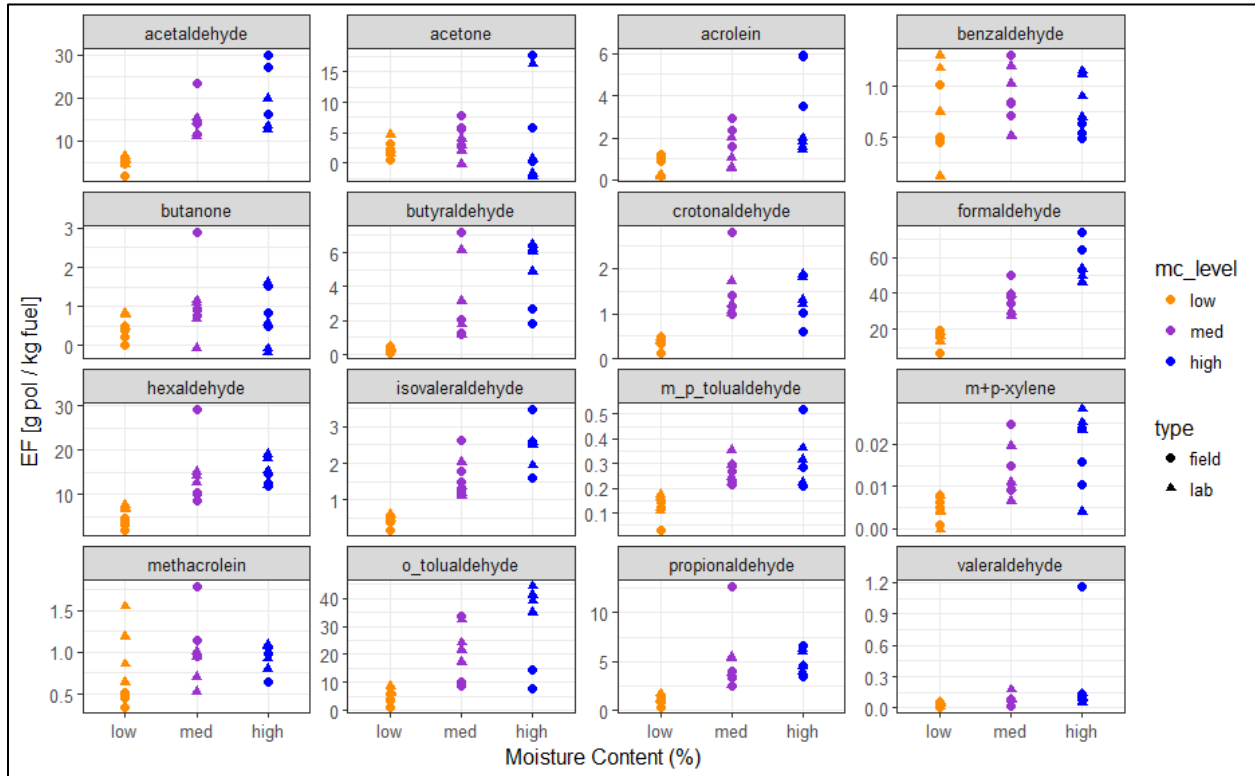 acetaldehyde acetone acrolein benzaldehyde
30 20 10
15 10 5 0
6 4 2 0
1.0 0.5
butanone butyraldehyde crotonaldehyde formaldehyde
3 2 1 0
6 4 2 0
2 1 0
60 40 20
hexaldehyde isovaleraldehyde m_p_tolualdehyde m+p-xylene
30 20 10
3 2 1
0.5 0.4 0.3 0.2 0.1
0.02 0.01 0.00
methacrolein o_tolualdehyde propionaldehyde valeraldehyde
1.5 1.0 0.5
40 30 20 10 0
10 5 0
1.2 0.9 0.6 0.3 0.0
low med high low med high low med high low med high
Moisture Content (%)
EF [g pol / kg fuel]
mc_level
low
med
high
type
field
lab